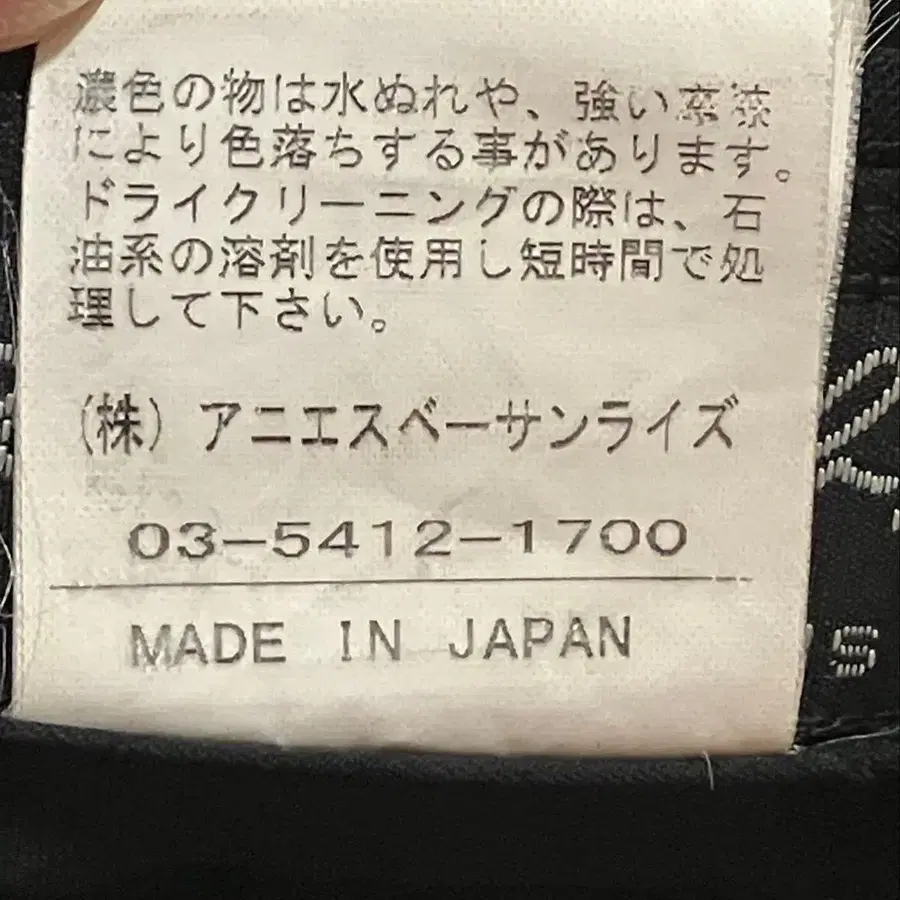 濃色の物は水ぬれや、強い摩擦
により色落ちする事があります。
ドライクリーニングの際は、石
油系の溶剤を使用し短時間で処
理して下さい。
(株) アニエスベーサンライズ
03-5412-1700
MADE IN JAPAN